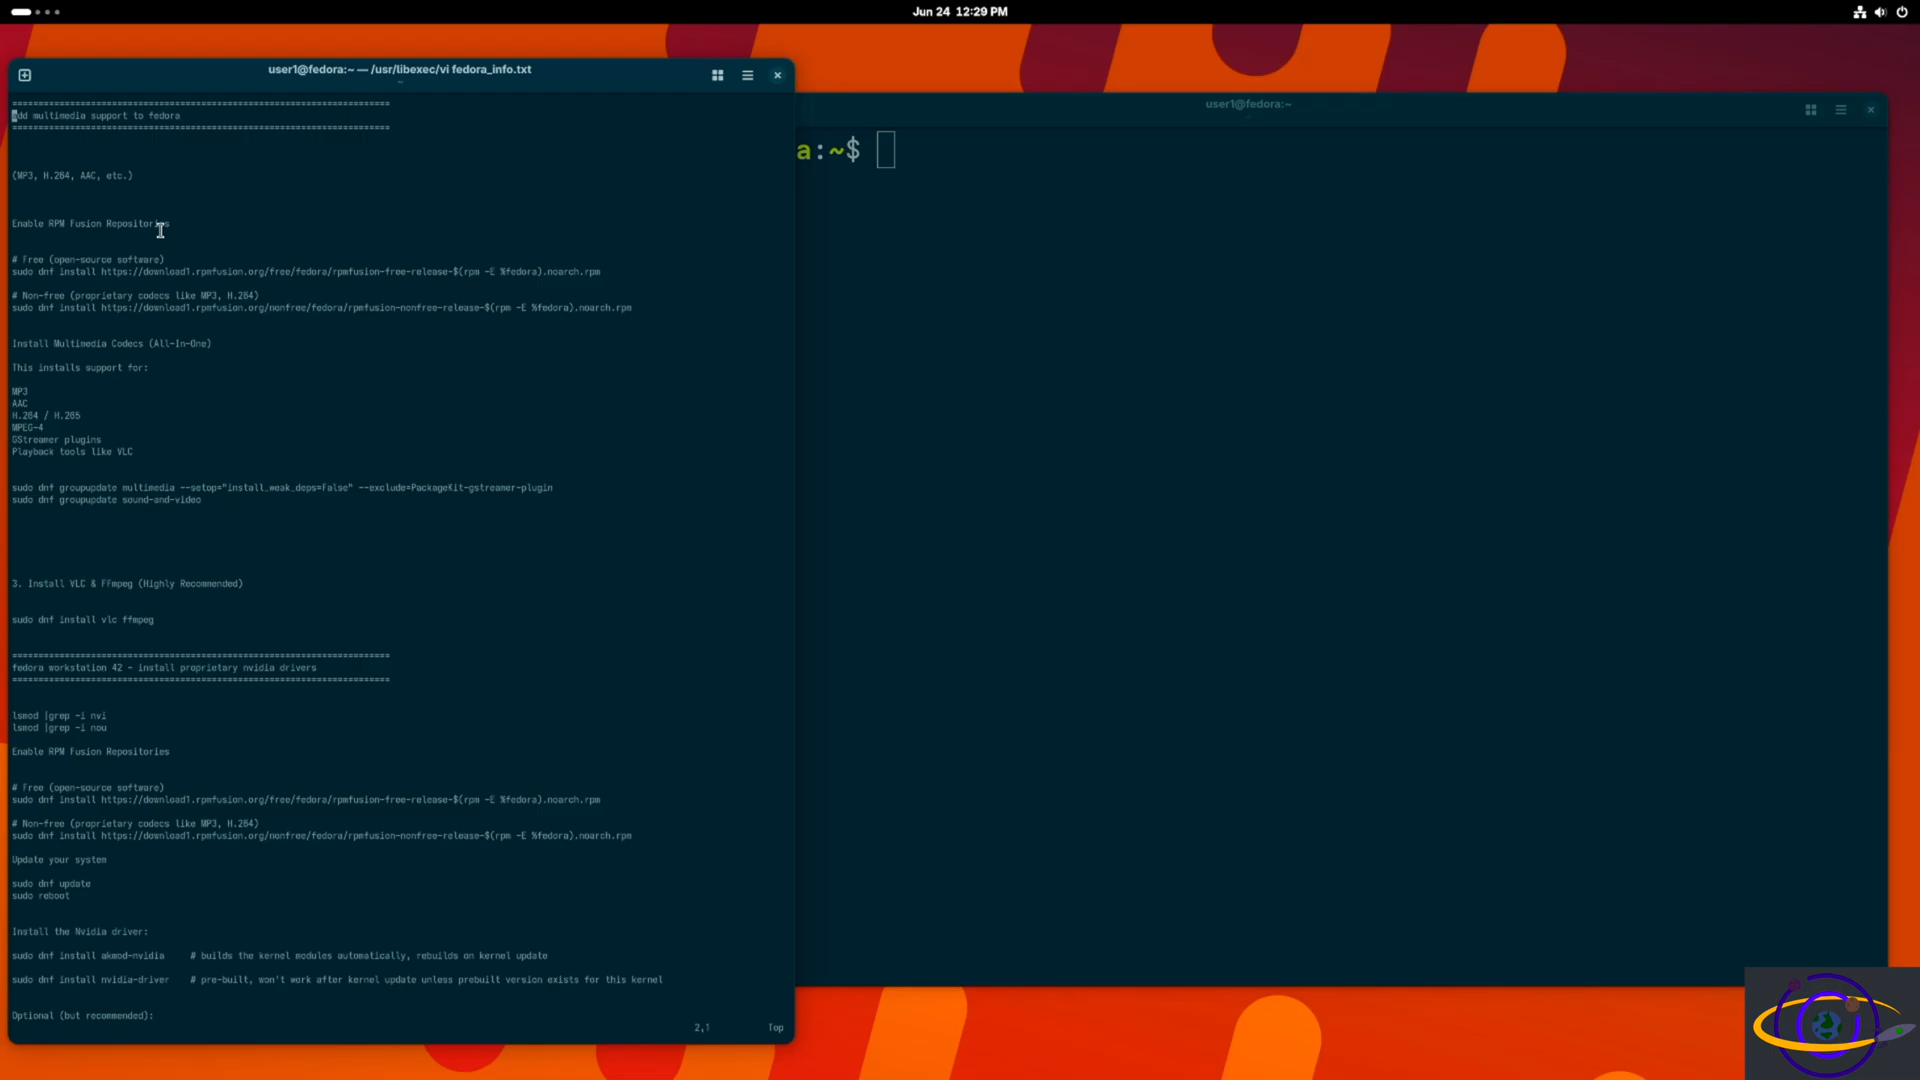 Jun 24 12:29 PM
user1@fedora:~ — /usr/libexec/vi fedora_info.txt
user1@fedora:~
a:~$
========================================================================
add multimedia support to fedora
========================================================================
(MP3, H.264, AAC, etc.)
Enable RPM Fusion Repositories
# Free (open-source software)
sudo dnf install https://download1.rpmfusion.org/free/fedora/rpmfusion-free-release-$(rpm -E %fedora).noarch.rpm
# Non-free (proprietary codecs like MP3, H.264)
sudo dnf install https://download1.rpmfusion.org/nonfree/fedora/rpmfusion-nonfree-release-$(rpm -E %fedora).noarch.rpm
Install Multimedia Codecs (All-In-One)
This installs support for:
MP3
AAC
H.264 / H.265
MPEG-4
GStreamer plugins
Playback tools like VLC
sudo dnf groupupdate multimedia --setop="install_weak_deps=False" --exclude=PackageKit-gstreamer-plugin
sudo dnf groupupdate sound-and-video
3. Install VLC & FFmpeg (Highly Recommended)
sudo dnf install vlc ffmpeg
========================================================================
fedora workstation 42 - install proprietary nvidia drivers
========================================================================
lsmod |grep -i nvi
lsmod |grep -i nou
Enable RPM Fusion Repositories
# Free (open-source software)
sudo dnf install https://download1.rpmfusion.org/free/fedora/rpmfusion-free-release-$(rpm -E %fedora).noarch.rpm
# Non-free (proprietary codecs like MP3, H.264)
sudo dnf install https://download1.rpmfusion.org/nonfree/fedora/rpmfusion-nonfree-release-$(rpm -E %fedora).noarch.rpm
Update your system
sudo dnf update
sudo reboot
Install the Nvidia driver:
sudo dnf install akmod-nvidia     # builds the kernel modules automatically, rebuilds on kernel update
sudo dnf install nvidia-driver    # pre-built, won't work after kernel update unless prebuilt version exists for this kernel
Optional (but recommended):
2,1 Top